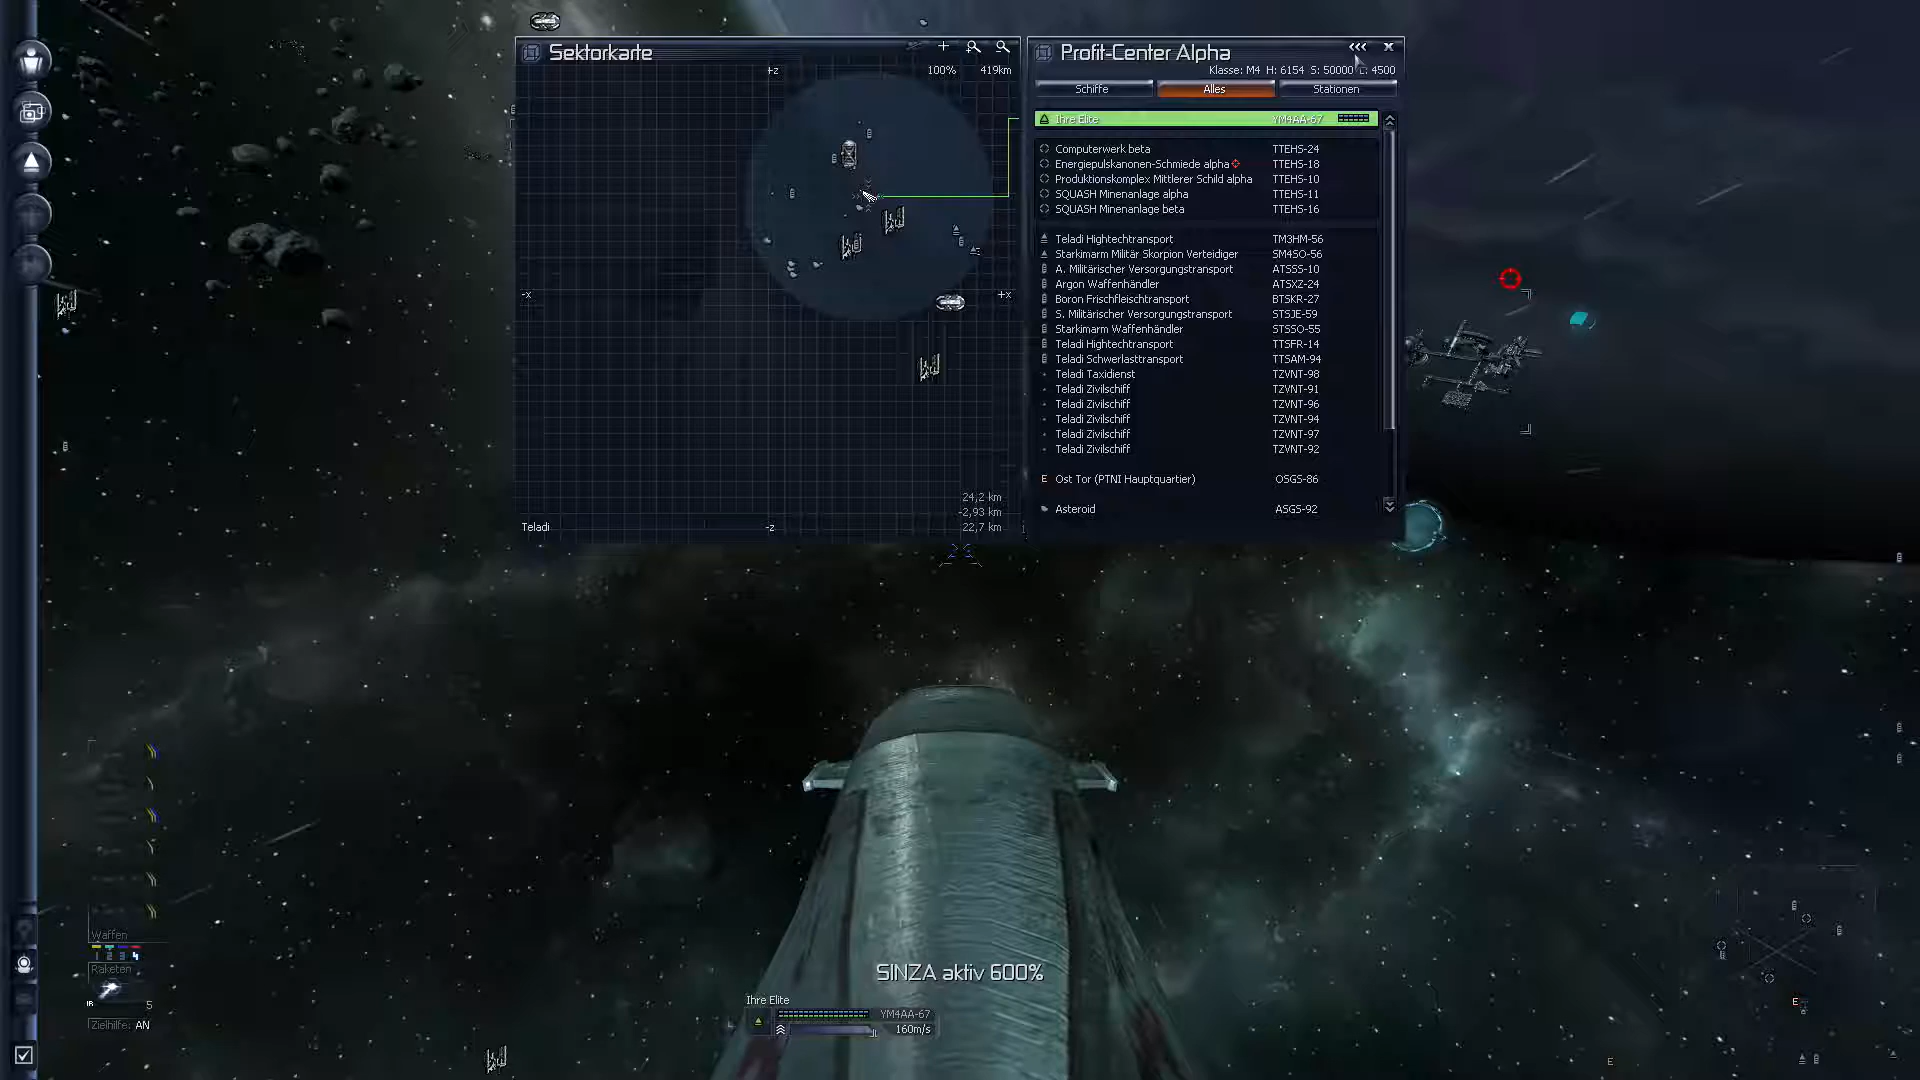 Sektorkarte
+z
100% 419km
-x
+x
24,2 km
-2,93 km
22,7 km
Teladi
-z
Profit-Center Alpha
Klasse: M4 H: 6154 S: 50000 L: 4500
Schiffe Alles Stationen
Ihre Elite YM4AA-67
Computerwerk beta TTEHS-24
Energiepulskanonen-Schmiede alpha TTEHS-18
Produktionskomplex Mittlerer Schild alpha TTEHS-10
SQUASH Minenanlage alpha TTEHS-11
SQUASH Minenanlage beta TTEHS-16
Teladi Hightechtransport TM3HM-56
Starkimarm Militär Skorpion Verteidiger SM4SO-56
A. Militärischer Versorgungstransport ATSSS-10
Argon Waffenhändler ATSXZ-24
Boron Frischfleischtransport BTSKR-27
S. Militärischer Versorgungstransport STSJE-59
Starkimarm Waffenhändler STSSO-55
Teladi Hightechtransport TTSFR-14
Teladi Schwerlasttransport TTSAM-94
Teladi Taxidienst TZVNT-98
Teladi Zivilschiff TZVNT-91
Teladi Zivilschiff TZVNT-96
Teladi Zivilschiff TZVNT-94
Teladi Zivilschiff TZVNT-97
Teladi Zivilschiff TZVNT-92
E Ost Tor (PTNI Hauptquartier) OSGS-86
Asteroid ASGS-92
Waffen
1 2 3 4
Raketen
IR 5
Zielhilfe: AN
SINZA aktiv 600%
Ihre Elite
YM4AA-67
160m/s
E
E